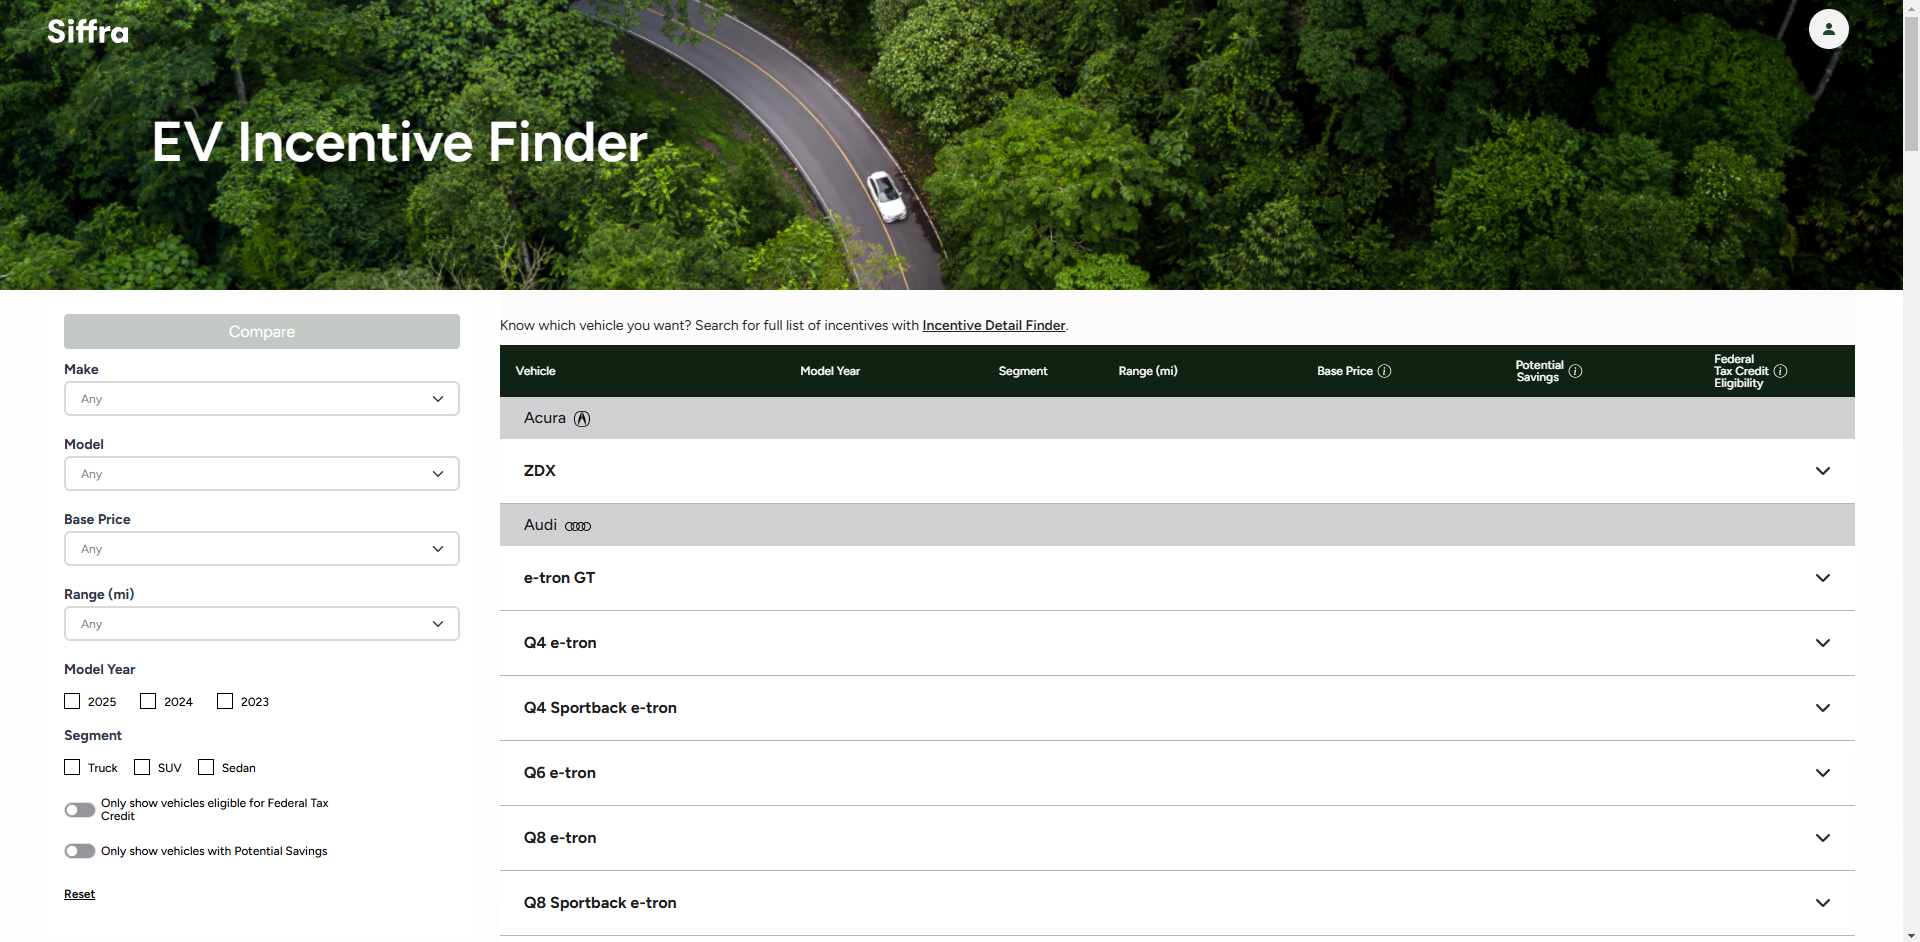 Siffra
EV Incentive Finder
Compare
Make
Any
Model
Any
Base Price
Any
Range (mi)
Any
Model Year
2025
2024
2023
Segment
Truck
SUV
Sedan
Only show vehicles eligible for Federal Tax
Credit
Only show vehicles with Potential Savings
Reset
Know which vehicle you want? Search for full list of incentives with Incentive Detail Finder.
Vehicle
Model Year
Segment
Range (mi)
Base Price
Potential
Savings
Federal
Tax Credit
Eligibility
Acura
ZDX
Audi
e-tron GT
Q4 e-tron
Q4 Sportback e-tron
Q6 e-tron
Q8 e-tron
Q8 Sportback e-tron